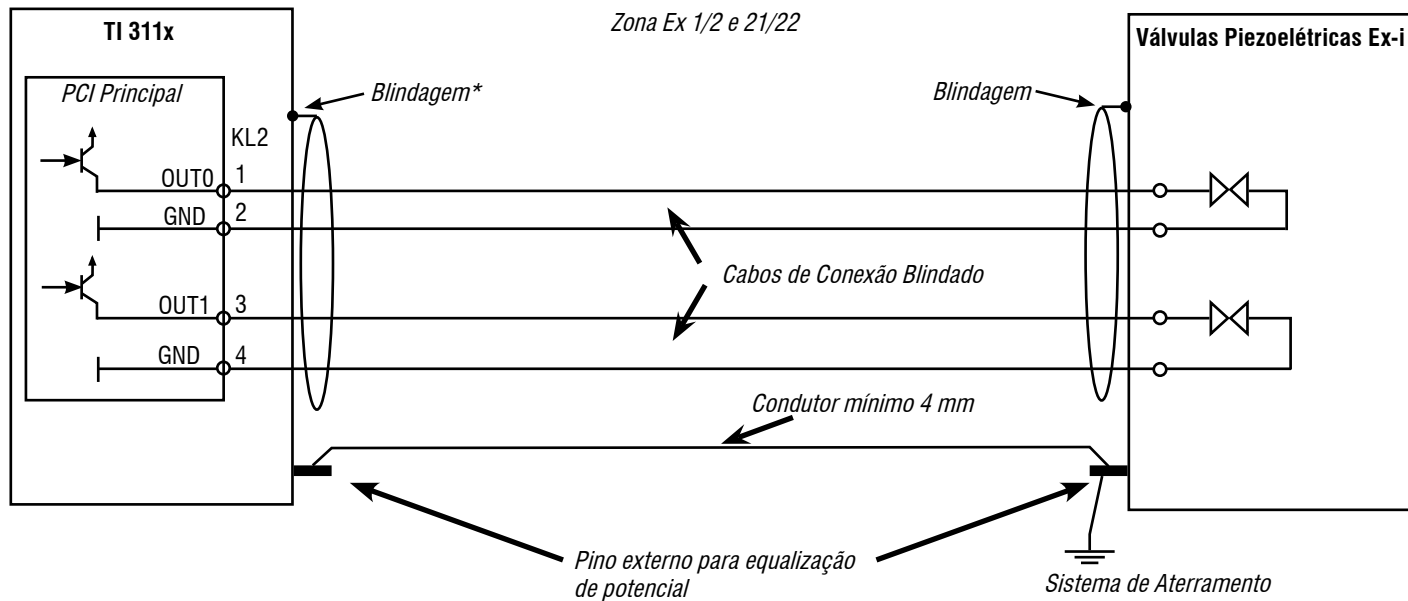 TI 311x
Zona Ex 1/2 e 21/22
Válvulas Piezoelétricas Ex-i
PCI Principal
Blindagem*
Blindagem
KL2
OUT0
1
GND
2
Cabos de Conexão Blindado
OUT1
3
GND
4
Condutor mínimo 4 mm
Pino externo para equalização
de potencial
Sistema de Aterramento